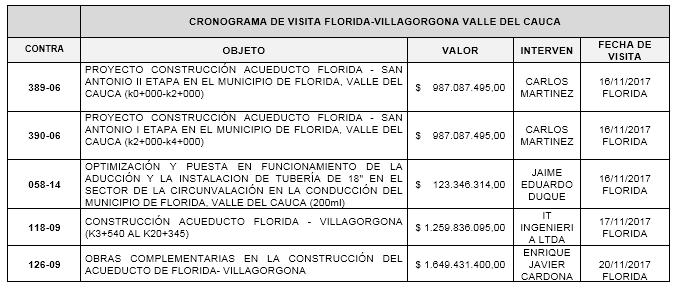 CRONOGRAMA DE VISITA FLORIDA-VILLAGORGONA VALLE DEL CAUCA
CONTRA OBJETO VALOR INTERVEN FECHA DE
VISITA
389-06 PROYECTO CONSTRUCCIÓN ACUEDUCTO FLORIDA - SAN
ANTONIO II ETAPA EN EL MUNICIPIO DE FLORIDA, VALLE DEL
CAUCA (k0+000-k2+000)
$ 987.087.495,00
CARLOS
MARTINEZ
16/11/2017
FLORIDA
390-06 PROYECTO CONSTRUCCIÓN ACUEDUCTO FLORIDA - SAN
ANTONIO I ETAPA EN EL MUNICIPIO DE FLORIDA, VALLE DEL
CAUCA (k2+000-k4+000)
$ 987.087.495,00
CARLOS
MARTINEZ
16/11/2017
FLORIDA
058-14 OPTIMIZACIÓN Y PUESTA EN FUNCIONAMIENTO DE LA
ADUCCIÓN Y LA INSTALACION DE TUBERÍA DE 18" EN EL
SECTOR DE LA CIRCUNVALACIÓN EN LA CONDUCCIÓN DEL
MUNICIPIO DE FLORIDA, VALLE DEL CAUCA (200ml)
$ 123.346.314,00
JAIME
EDUARDO
DUQUE
16/11/2017
FLORIDA
118-09 CONSTRUCCIÓN ACUEDUCTO FLORIDA - VILLAGORGONA
(K3+540 AL K20+345)
$ 1.259.836.095,00
IT
INGENIERI
A LTDA
17/11/2017
FLORIDA
126-09 OBRAS COMPLEMENTARIAS EN LA CONSTRUCCIÓN DEL
ACUEDUCTO DE FLORIDA- VILLAGORGONA
$ 1.649.431.400,00
ENRIQUE
JAVIER
CARDONA
20/11/2017
FLORIDA